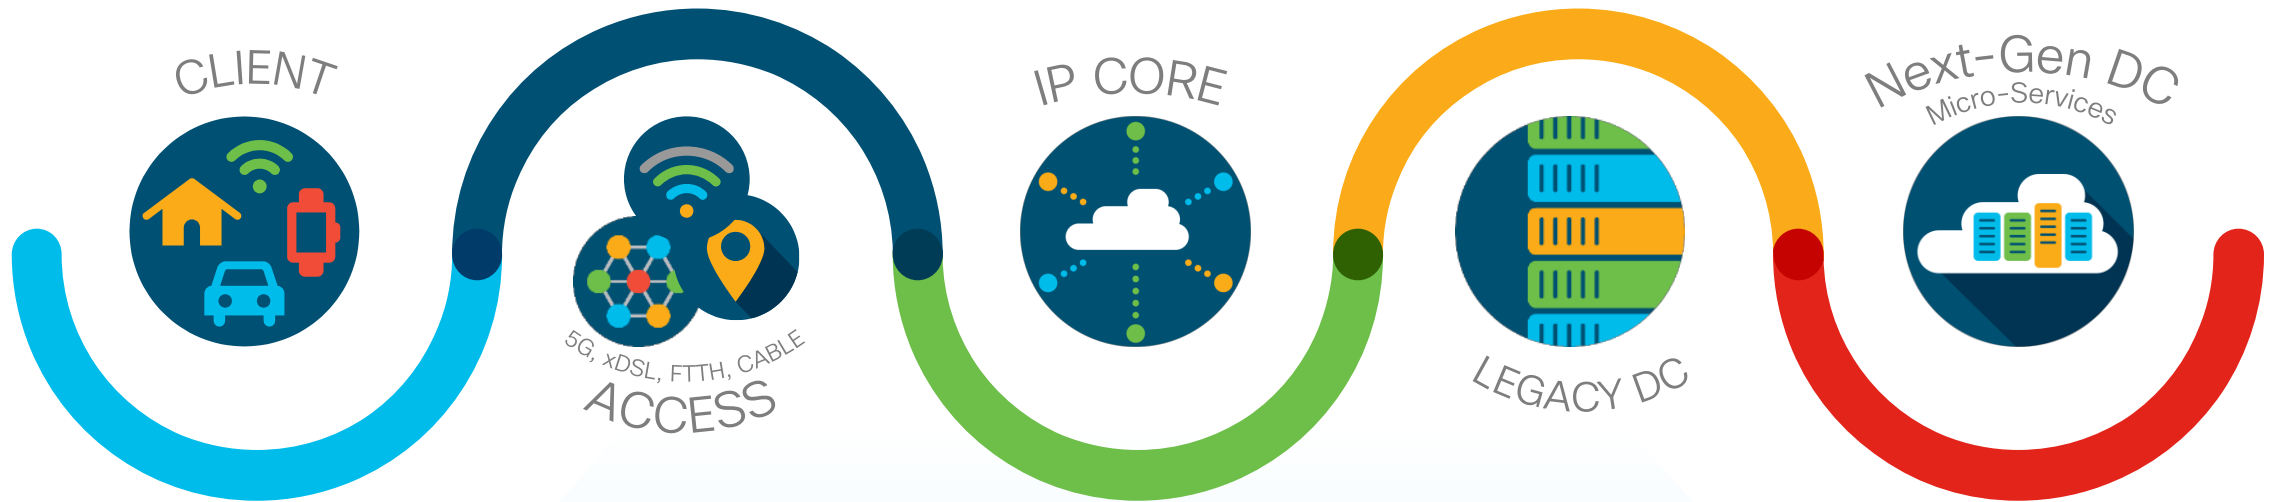 CLIENT
5G, xDSL, FTTH, CABLE
ACCESS
IP CORE
LEGACY DC
Next-Gen DC
Micro-Services